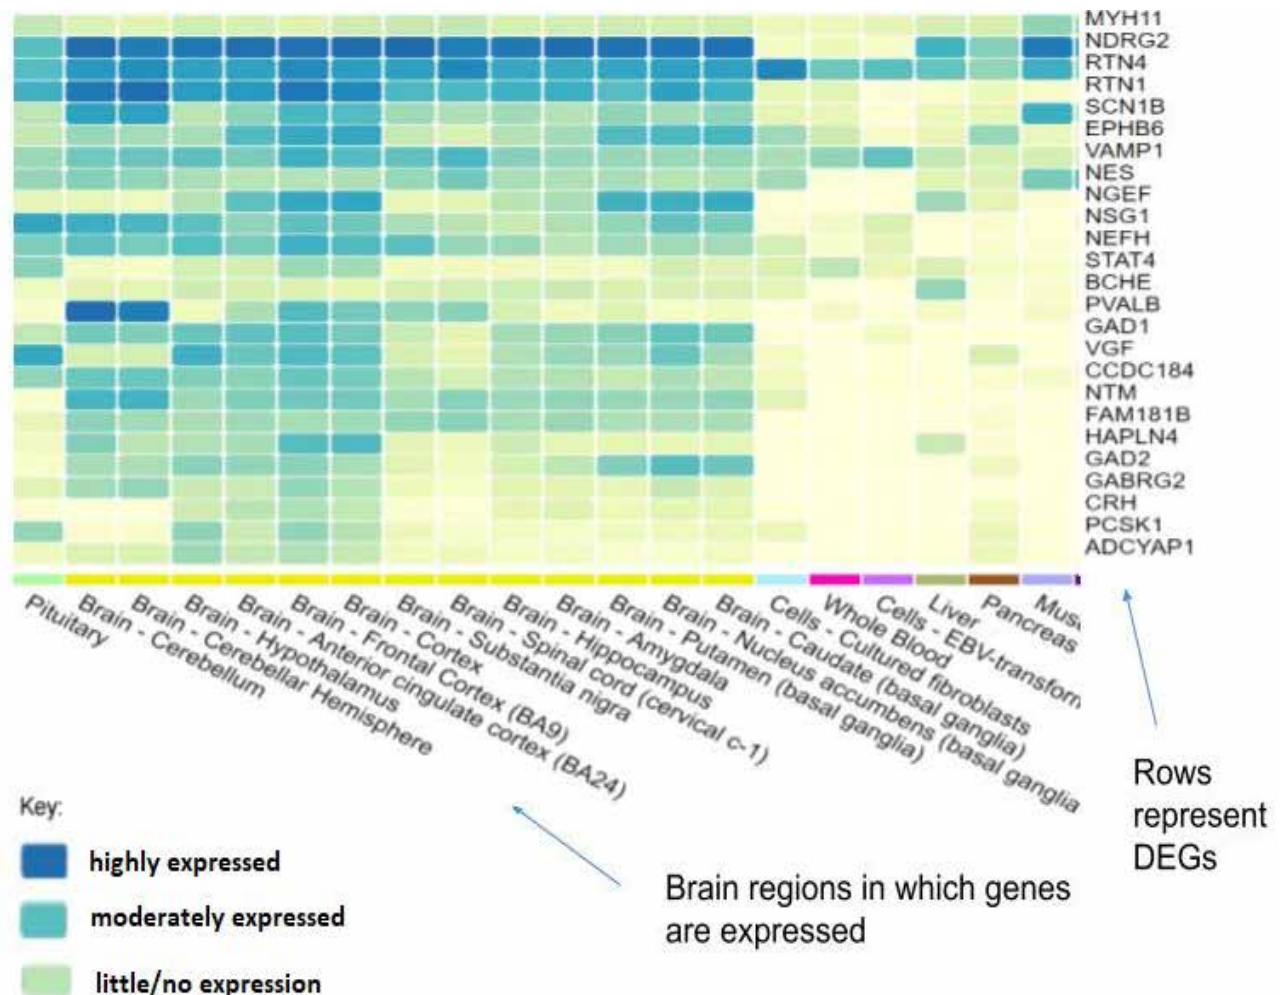 MYH11
NDRG2
RTN4
RTN1
SCN1B
EPHB6
VAMP1
NES
NGEF
NSG1
NEFH
STAT4
BCHE
PVALB
GAD1
VGF
CCDC184
NTM
FAM181B
HAPLN4
GAD2
GABRG2
CRH
PCSK1
ADCYAP1
Pituitary
Brain - Cerebellum
Brain - Cerebellar Hemisphere
Brain - Hypothalamus
Brain - Anterior cingulate cortex (BA24)
Brain - Frontal Cortex (BA9)
Brain - Cortex
Brain - Substantia nigra
Brain - Spinal cord (cervical c-1)
Brain - Hippocampus
Brain - Amygdala
Brain - Putamen (basal ganglia)
Brain - Nucleus accumbens (basal ganglia
Brain - Caudate (basal ganglia)
Cells - Cultured fibroblasts
Whole Blood
Cells - EBV-transform
Liver
Pancreas
Musc
Rows
represent
DEGs
Key:
highly expressed
moderately expressed
little/no expression
Brain regions in which genes
are expressed